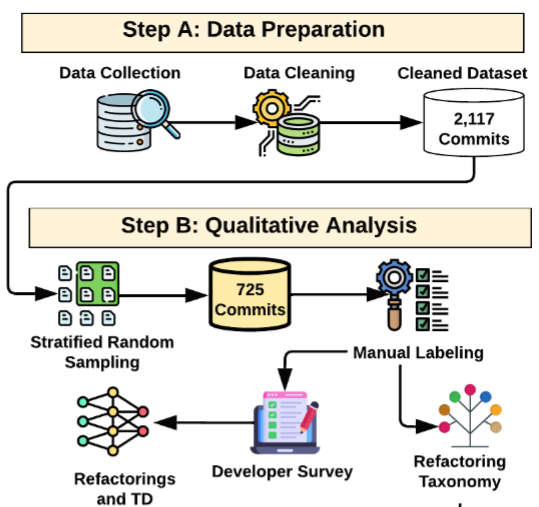 Step A: Data Preparation
Data Collection
Data Cleaning
Cleaned Dataset
2,117
Commits
Step B: Qualitative Analysis
725
Commits
Stratified Random
Sampling
Manual Labeling
Refactorings
and TD
Developer Survey
Refactoring
Taxonomy